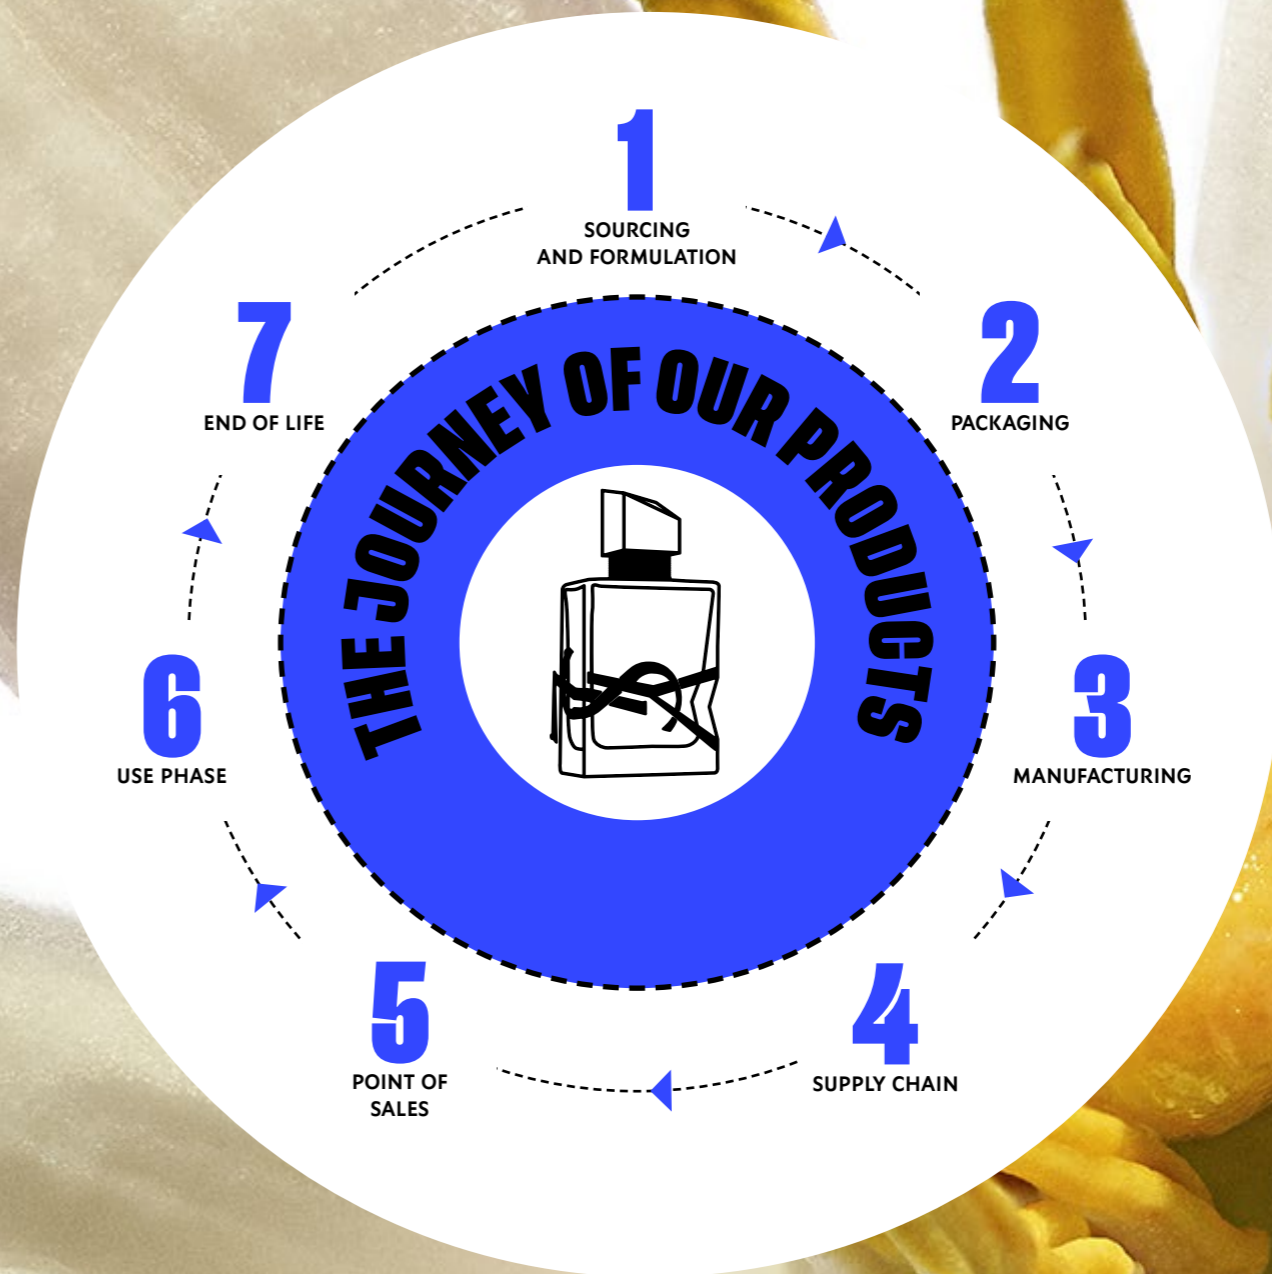 1
SOURCING
AND FORMULATION
2
PACKAGING
3
MANUFACTURING
4
SUPPLY CHAIN
5
POINT OF
SALES
6
USE PHASE
7
END OF LIFE
THE JOURNEY OF OUR PRODUCTS